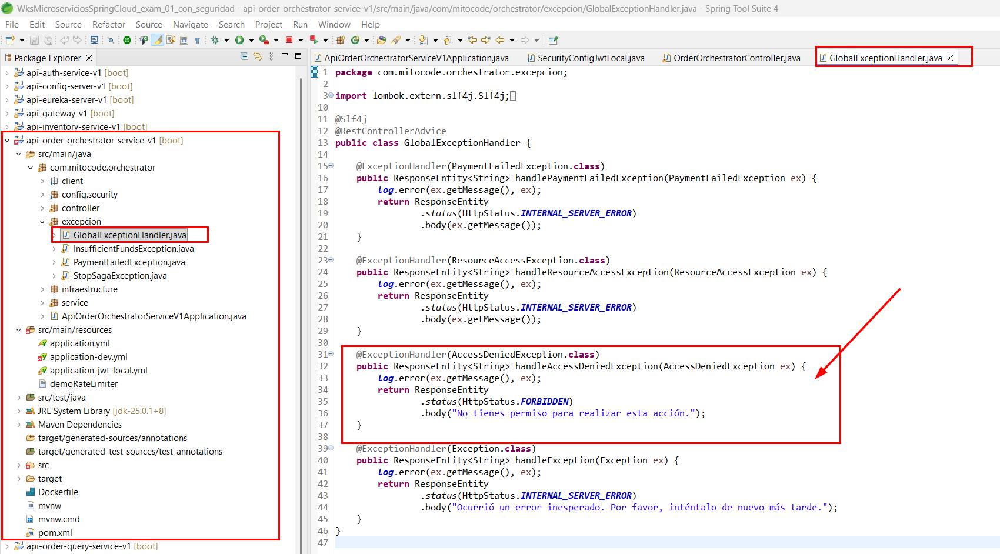 WksMicroserviciosSpringCloud_exam_01_con_seguridad - api-order-orchestrator-service-v1/src/main/java/com/mitocode/orchestrator/excepcion/GlobalExceptionHandler.java - Spring Tool Suite 4
File Edit Source Refactor Source Navigate Search Project Run Window Help
Package Explorer
api-auth-service-v1 [boot]
api-config-server-v1 [boot]
api-eureka-server-v1 [boot]
api-gateway-v1 [boot]
api-inventory-service-v1 [boot]
api-order-orchestrator-service-v1 [boot]
src/main/java
com.mitocode.orchestrator
client
config.security
controller
excepcion
GlobalExceptionHandler.java
InsufficientFundsException.java
PaymentFailedException.java
StopSagaException.java
infraestructure
service
ApiOrderOrchestratorServiceV1Application.java
src/main/resources
application.yml
application-dev.yml
application-jwt-local.yml
demoRateLimiter
src/test/java
JRE System Library [jdk-25.0.1+8]
Maven Dependencies
target/generated-sources/annotations
target/generated-test-sources/test-annotations
src
target
Dockerfile
mvnw
mvnw.cmd
pom.xml
api-order-query-service-v1 [boot]
ApiOrderOrchestratorServiceV1Application.java SecurityConfigJwtLocal.java OrderOrchestratorController.java GlobalExceptionHandler.java
1 package com.mitocode.orchestrator.excepcion;
2
3 import lombok.extern.slf4j.Slf4j;
10
11 @Slf4j
12 @RestControllerAdvice
13 public class GlobalExceptionHandler {
14
15 @ExceptionHandler(PaymentFailedException.class)
16 public ResponseEntity<String> handlePaymentFailedException(PaymentFailedException ex) {
17 log.error(ex.getMessage(), ex);
18 return ResponseEntity
19 .status(HttpStatus.INTERNAL_SERVER_ERROR)
20 .body(ex.getMessage());
21 }
22
23 @ExceptionHandler(ResourceAccessException.class)
24 public ResponseEntity<String> handleResourceAccessException(ResourceAccessException ex) {
25 log.error(ex.getMessage(), ex);
26 return ResponseEntity
27 .status(HttpStatus.INTERNAL_SERVER_ERROR)
28 .body(ex.getMessage());
29 }
30
31 @ExceptionHandler(AccessDeniedException.class)
32 public ResponseEntity<String> handleAccessDeniedException(AccessDeniedException ex) {
33 log.error(ex.getMessage(), ex);
34 return ResponseEntity
35 .status(HttpStatus.FORBIDDEN)
36 .body("No tienes permiso para realizar esta acción.");
37 }
38
39 @ExceptionHandler(Exception.class)
40 public ResponseEntity<String> handleException(Exception ex) {
41 log.error(ex.getMessage(), ex);
42 return ResponseEntity
43 .status(HttpStatus.INTERNAL_SERVER_ERROR)
44 .body("Ocurrió un error inesperado. Por favor, inténtalo de nuevo más tarde.");
45 }
46 }
47